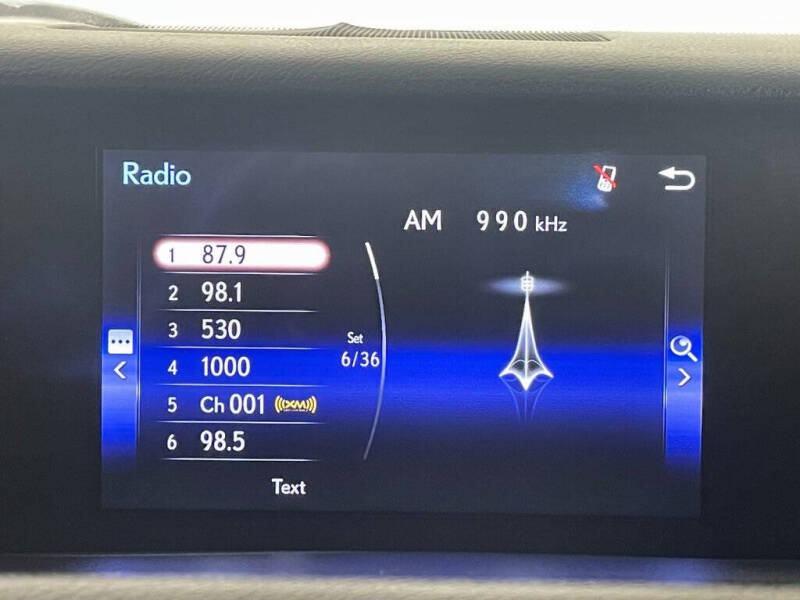 Radio
AM 990 kHz
1 87.9
2 98.1
3 530
4 1000
5 Ch 001 ((XM))
6 98.5
Set
6/36
Text